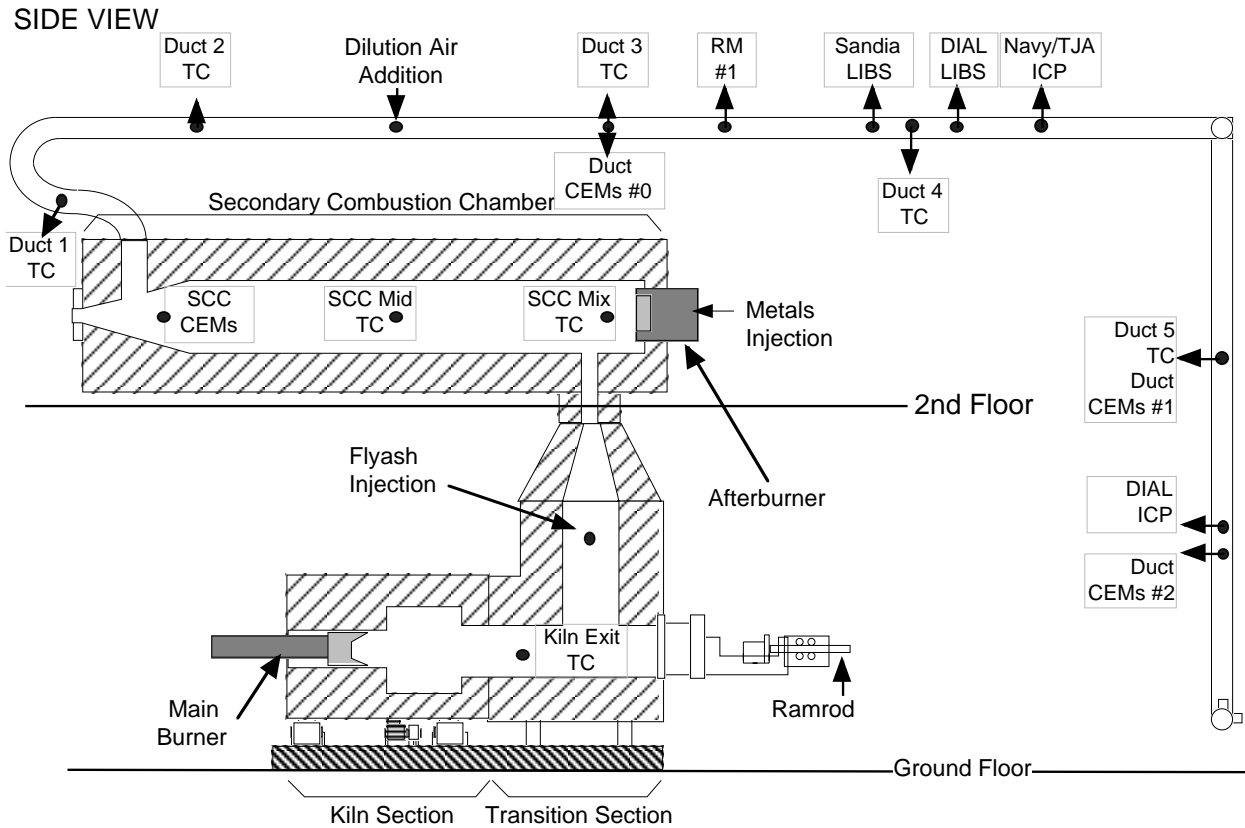 SIDE VIEW
Duct 2
TC
Dilution Air
Addition
Duct 3
TC
RM
#1
Sandia
LIBS
DIAL
LIBS
Navy/TJA
ICP
Duct
CEMs #0
Duct 4
TC
Secondary Combustion Chamber
Duct 1
TC
SCC
CEMs
SCC Mid
TC
SCC Mix
TC
Metals
Injection
Duct 5
TC
Duct
CEMs #1
2nd Floor
Flyash
Injection
Afterburner
DIAL
ICP
Duct
CEMs #2
Kiln Exit
TC
Main
Burner
Ramrod
Ground Floor
Kiln Section
Transition Section